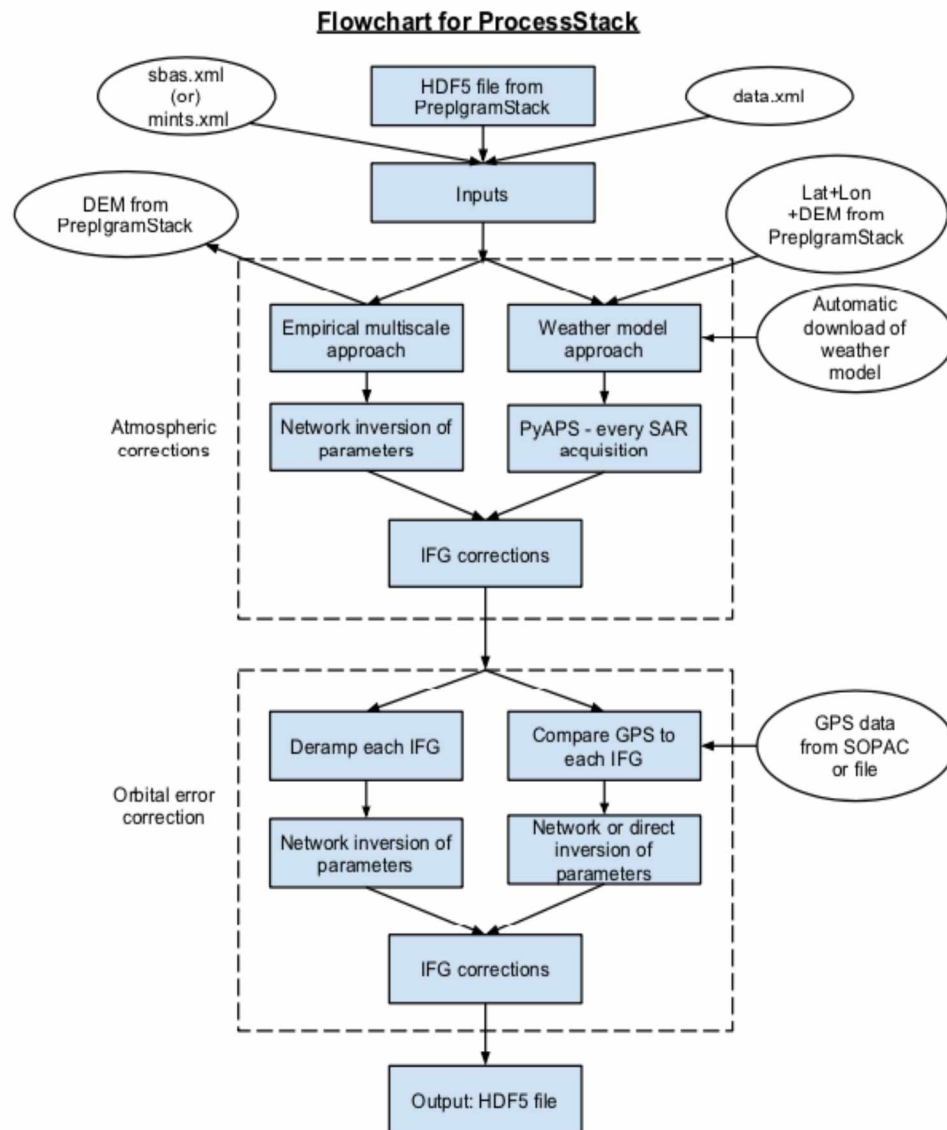 Flowchart for ProcessStack
sbas.xml
(or)
mints.xml
HDF5 file from
PrepIgramStack
data.xml
Inputs
DEM from
PrepIgramStack
Lat+Lon
+DEM from
PrepIgramStack
Empirical multiscale
approach
Weather model
approach
Automatic
download of
weather
model
Atmospheric
corrections
Network inversion of
parameters
PyAPS - every SAR
acquisition
IFG corrections
Deramp each IFG
Compare GPS to
each IFG
GPS data
from SOPAC
or file
Orbital error
correction
Network inversion of
parameters
Network or direct
inversion of
parameters
IFG corrections
Output: HDF5 file